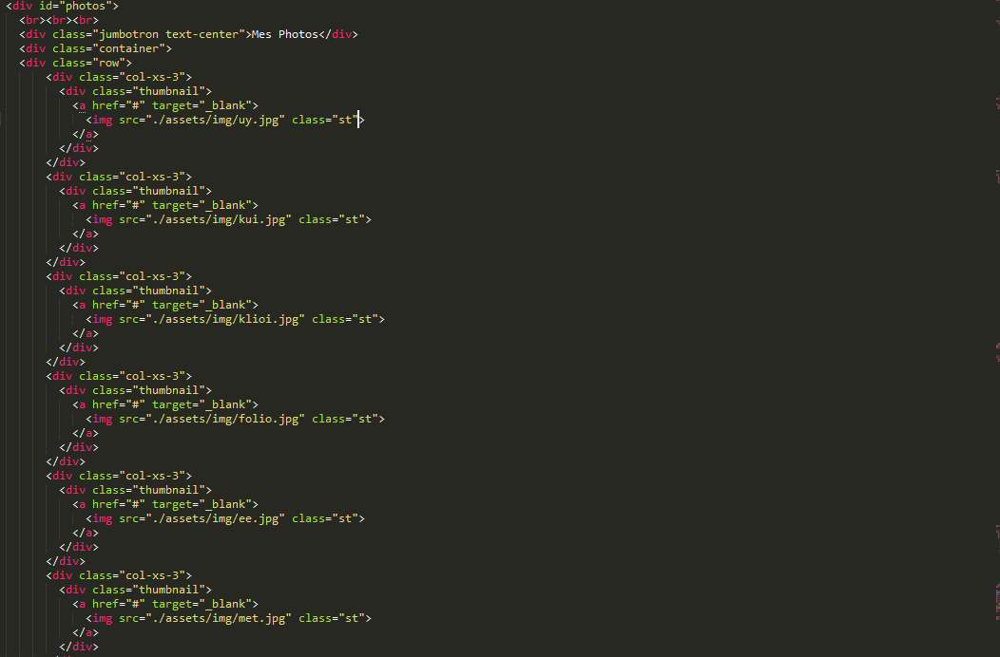 <div id="photos">
<br><br><br>
<div class="jumbotron text-center">Mes Photos</div>
<div class="container">
<div class="row">
<div class="col-xs-3">
<div class="thumbnail">
<a href="#" target="_blank">
<img src="./assets/img/uy.jpg" class="st">
</a>
</div>
</div>
<div class="col-xs-3">
<div class="thumbnail">
<a href="#" target="_blank">
<img src="./assets/img/kui.jpg" class="st">
</a>
</div>
</div>
<div class="col-xs-3">
<div class="thumbnail">
<a href="#" target="_blank">
<img src="./assets/img/klioi.jpg" class="st">
</a>
</div>
</div>
<div class="col-xs-3">
<div class="thumbnail">
<a href="#" target="_blank">
<img src="./assets/img/folio.jpg" class="st">
</a>
</div>
</div>
<div class="col-xs-3">
<div class="thumbnail">
<a href="#" target="_blank">
<img src="./assets/img/ee.jpg" class="st">
</a>
</div>
</div>
<div class="col-xs-3">
<div class="thumbnail">
<a href="#" target="_blank">
<img src="./assets/img/met.jpg" class="st">
</a>
</div>